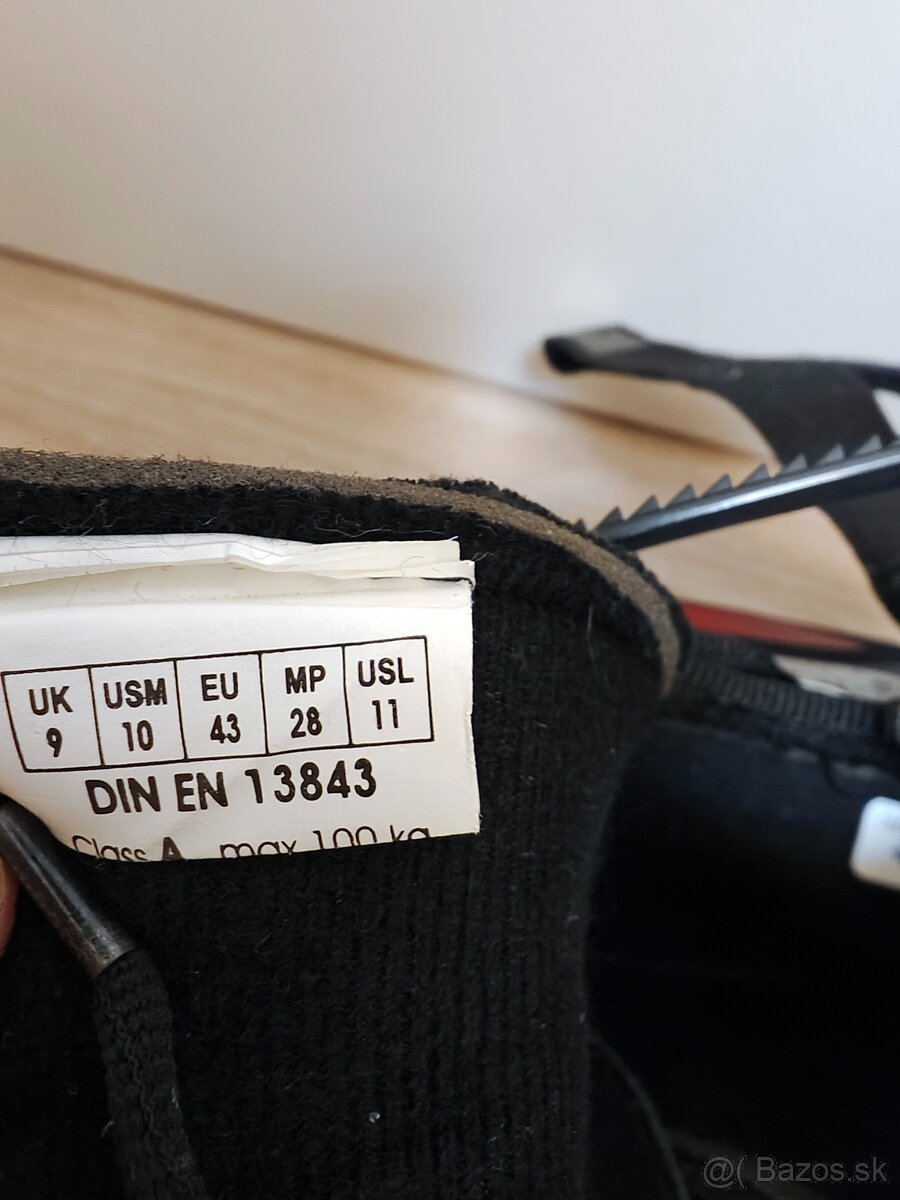 UK USM EU MP USL
9 10 43 28 11
DIN EN 13843
Class A max 100 kg
@( Bazos.sk